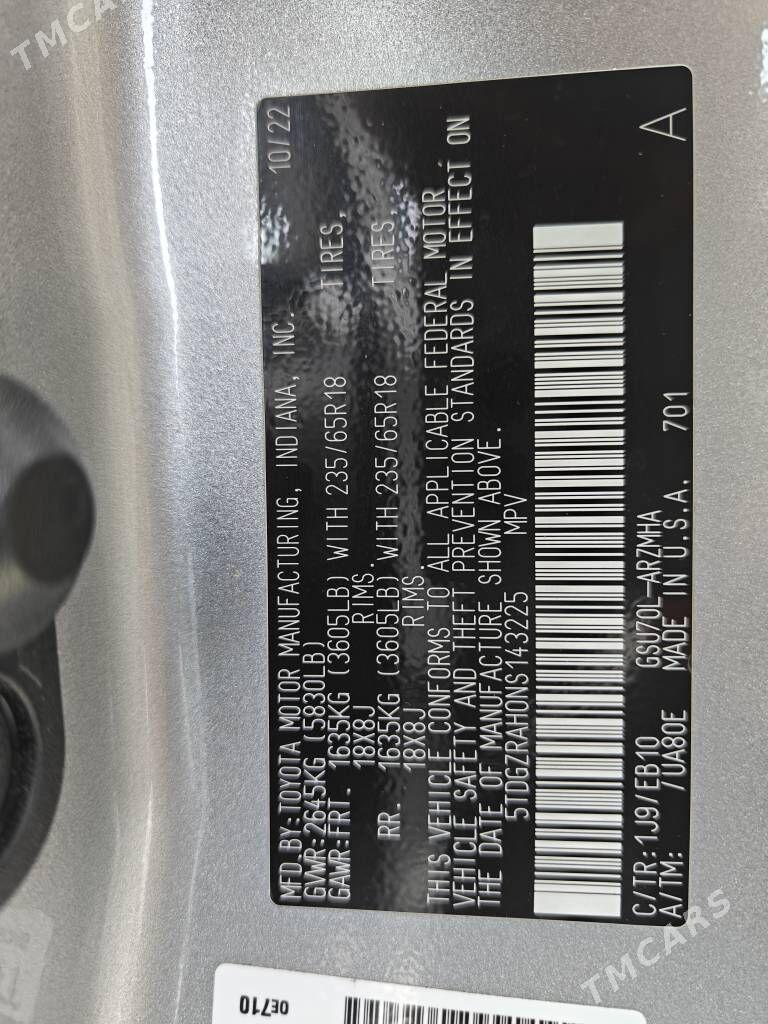 TMCARS
MFD.BY:TOYOTA MOTOR MANUFACTURING, INDIANA, INC. 10/22
GVWR:2645KG (5830LB)
GAWR:FRT. 1635KG (3605LB) WITH 235/65R18 TIRES,
18X8J RIMS.
RR. 1635KG (3605LB) WITH 235/65R18 TIRES,
18X8J RIMS.
THIS VEHICLE CONFORMS TO ALL APPLICABLE FEDERAL MOTOR
VEHICLE SAFETY AND THEFT PREVENTION STANDARDS IN EFFECT ON
THE DATE OF MANUFACTURE SHOWN ABOVE.
5TDGZRAH0NS143225 MPV
C/TR:1J9/EB10 GSU70L-ARZMHA A
A/TM: /UA80E MADE IN U.S.A. 701
0E710
TMCARS